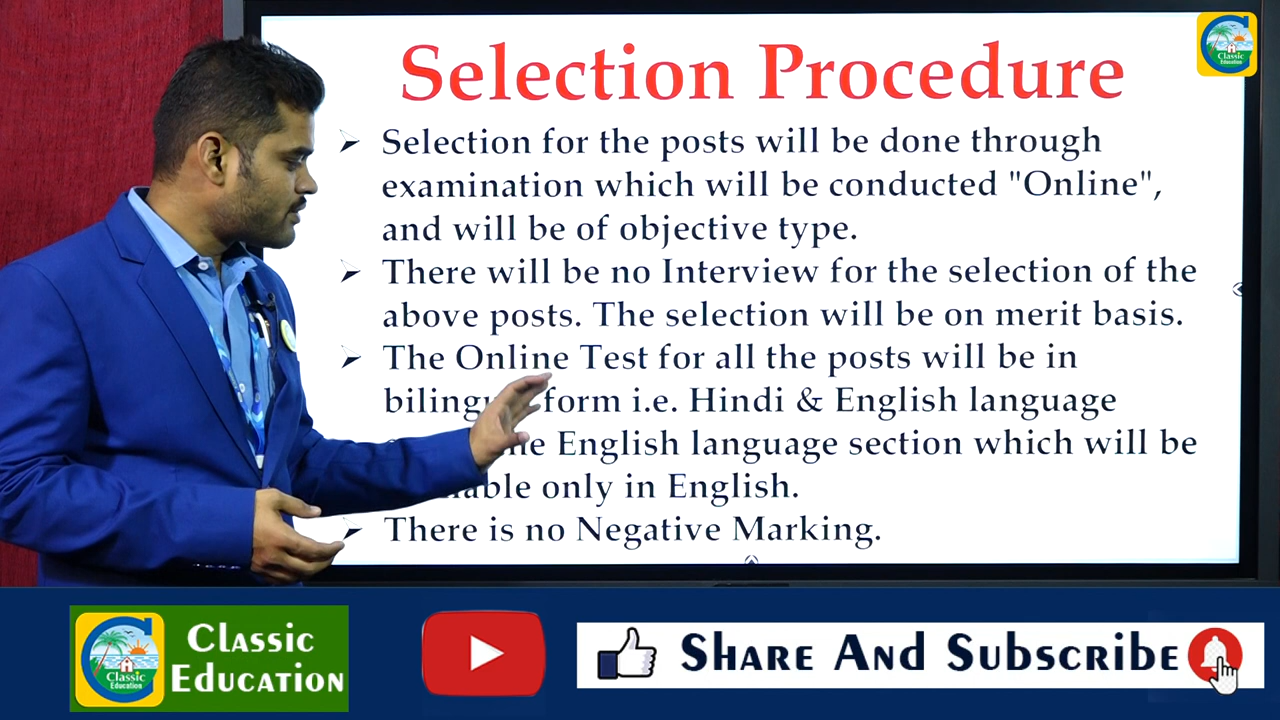 Selection Procedure
Classic
Education
➢ Selection for the posts will be done through
examination which will be conducted "Online",
and will be of objective type.
➢ There will be no Interview for the selection of the
above posts. The selection will be on merit basis.
➢ The Online Test for all the posts will be in
form i.e. Hindi & English language
English language section which will be
only in English.
➢ There is no Negative Marking.
Classic
Education
Classic
Education
Share And Subscribe